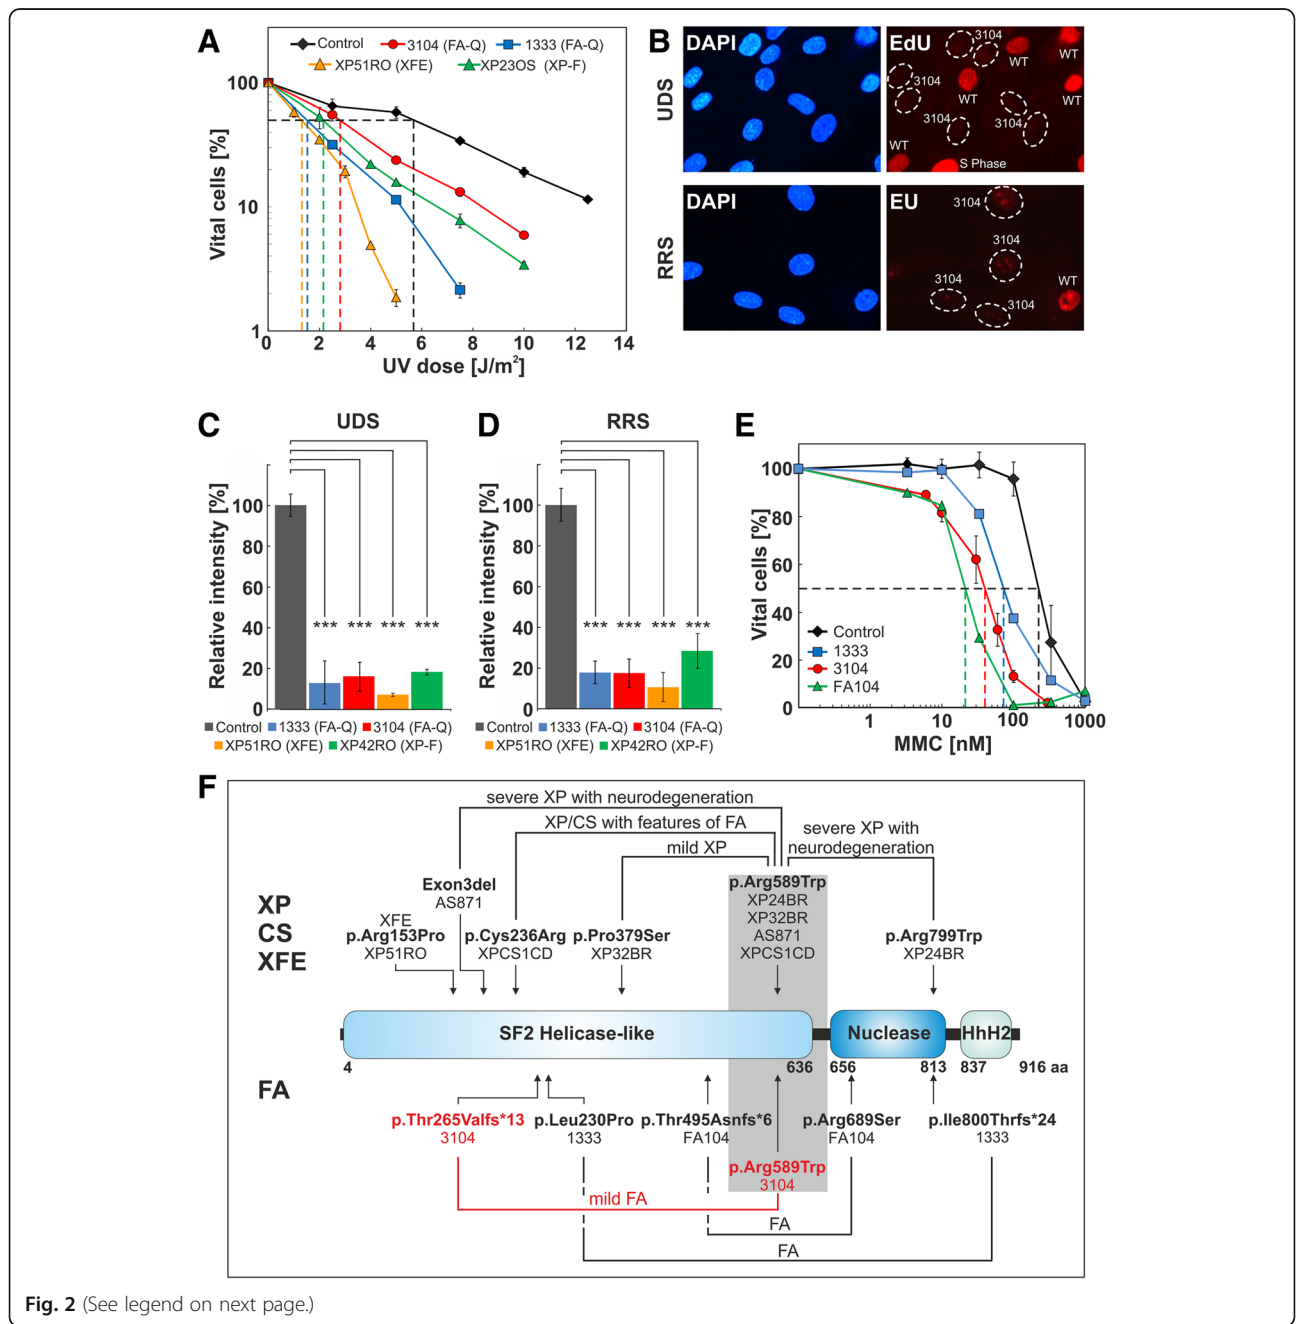 A
Control 3104 (FA-Q) 1333 (FA-Q)
XP51RO (XFE) XP23OS (XP-F)
Vital cells [%]
100
10
1
0 2 4 6 8 10 12 14
UV dose [J/m²]
B
UDS
DAPI
EdU
3104
WT
WT
3104
WT
WT
3104
3104
3104
WT
S Phase
RRS
DAPI
EU
3104
3104
3104
WT
3104
C
UDS
Relative intensity [%]
100
80
60
40
20
0
*** *** *** ***
Control 1333 (FA-Q) 3104 (FA-Q)
XP51RO (XFE) XP42RO (XP-F)
D
RRS
Relative intensity [%]
100
80
60
40
20
0
*** *** *** ***
Control 1333 (FA-Q) 3104 (FA-Q)
XP51RO (XFE) XP42RO (XP-F)
E
Vital cells [%]
100
80
60
40
20
0
Control
1333
3104
FA104
1 10 100 1000
MMC [nM]
F
severe XP with neurodegeneration
XP/CS with features of FA
mild XP
severe XP with
neurodegeneration
XP
CS
XFE
XFE
p.Arg153Pro
XP51RO
Exon3del
AS871
p.Cys236Arg
XPCS1CD
p.Pro379Ser
XP32BR
p.Arg589Trp
XP24BR
XP32BR
AS871
XPCS1CD
p.Arg799Trp
XP24BR
SF2 Helicase-like Nuclease HhH2
4 636 656 813 837 916 aa
FA
p.Thr265Valfs*13
3104
p.Leu230Pro
1333
p.Thr495Asnfs*6
FA104
p.Arg589Trp
3104
p.Arg689Ser
FA104
p.Ile800Thrfs*24
1333
mild FA
FA
FA
Fig. 2 (See legend on next page.)